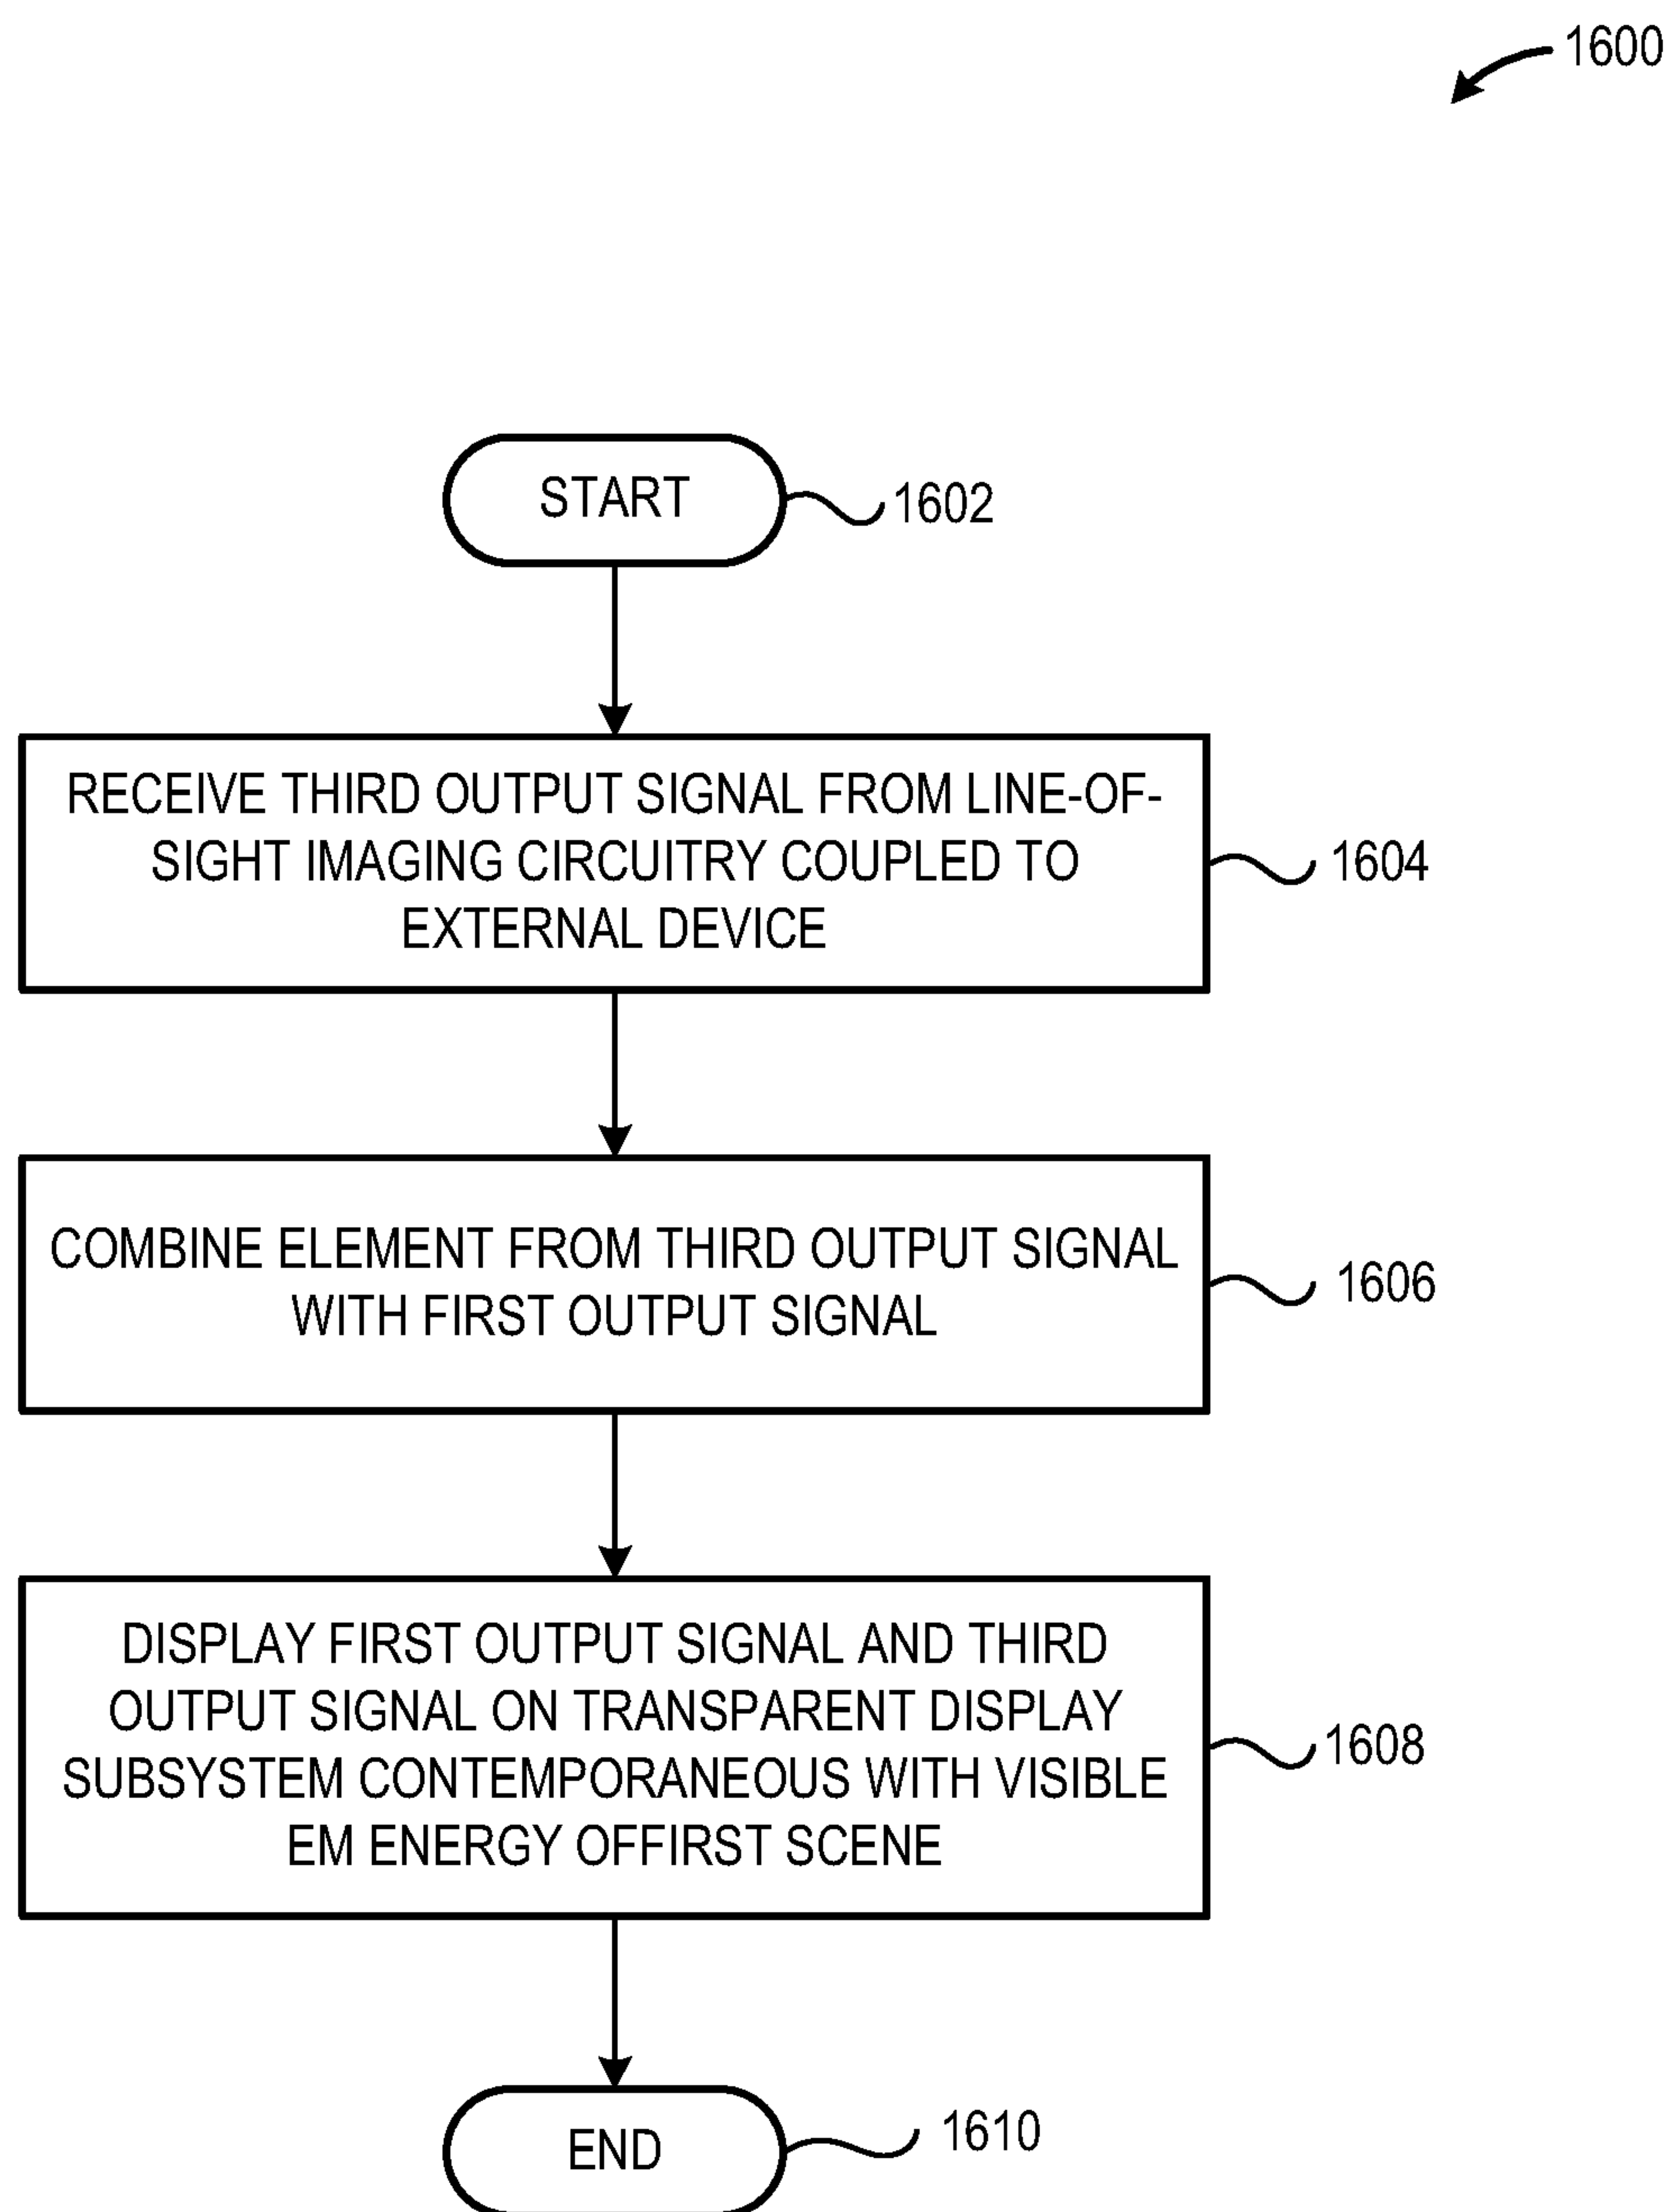 1600
START
1602
RECEIVE THIRD OUTPUT SIGNAL FROM LINE-OF-
SIGHT IMAGING CIRCUITRY COUPLED TO
EXTERNAL DEVICE
1604
COMBINE ELEMENT FROM THIRD OUTPUT SIGNAL
WITH FIRST OUTPUT SIGNAL
1606
DISPLAY FIRST OUTPUT SIGNAL AND THIRD
OUTPUT SIGNAL ON TRANSPARENT DISPLAY
SUBSYSTEM CONTEMPORANEOUS WITH VISIBLE
EM ENERGY OFFIRST SCENE
1608
END
1610